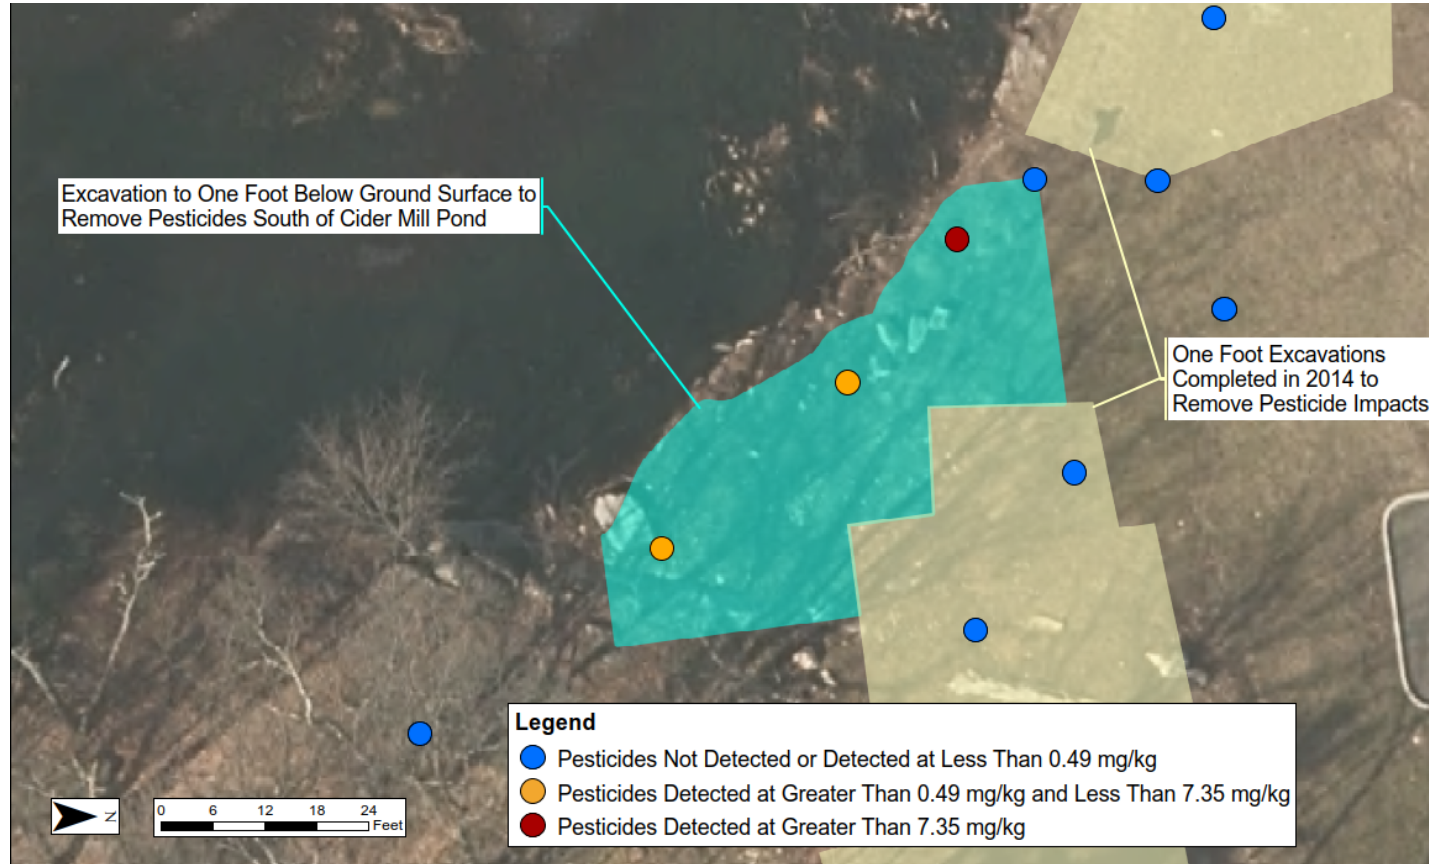 Excavation to One Foot Below Ground Surface to
Remove Pesticides South of Cider Mill Pond
One Foot Excavations
Completed in 2014 to
Remove Pesticide Impacts
Legend
Pesticides Not Detected or Detected at Less Than 0.49 mg/kg
Pesticides Detected at Greater Than 0.49 mg/kg and Less Than 7.35 mg/kg
Pesticides Detected at Greater Than 7.35 mg/kg
N
0 6 12 18 24
Feet